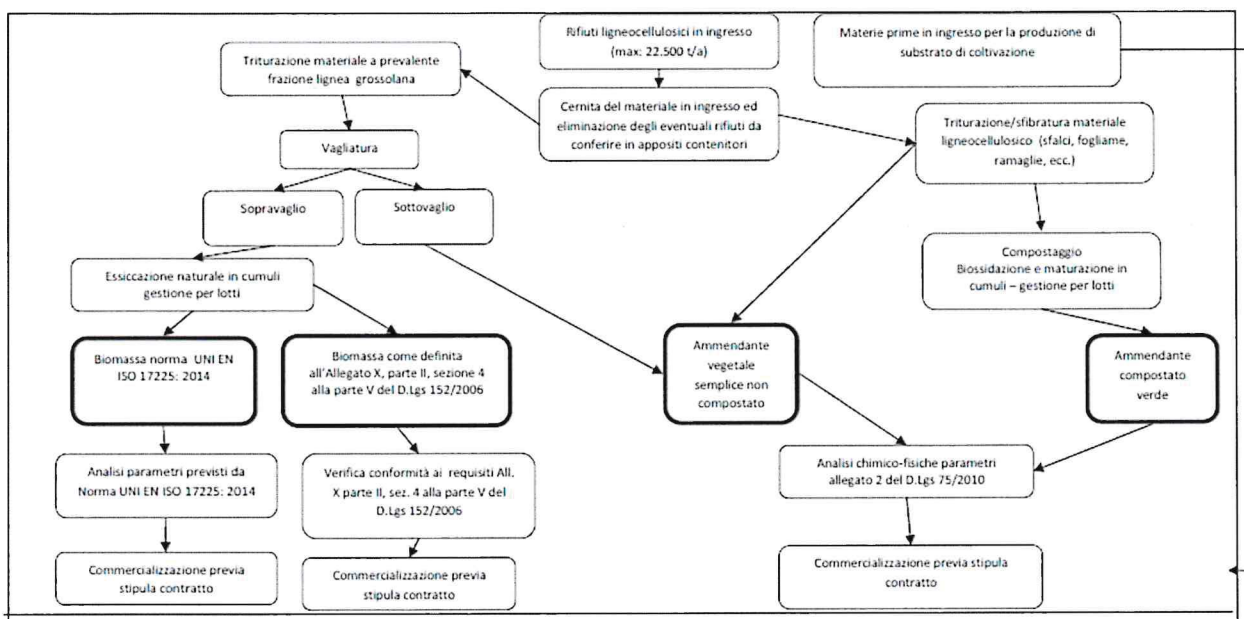 Rifiuti ligneocellulosici in ingresso
(max: 22.500 t/a)
Materie prime in ingresso per la produzione di
substrato di coltivazione
Triturazione materiale a prevalente
frazione lignea grossolana
Cernita del materiale in ingresso ed
eliminazione degli eventuali rifiuti da
conferire in appositi contenitori
Triturazione/sfibratura materiale
ligneocellulosico (sfalci, fogliame,
ramaglie, ecc.)
Vagliatura
Sopravaglio
Sottovaglio
Compostaggio
Biossidazione e maturazione in
cumuli – gestione per lotti
Essiccazione naturale in cumuli
gestione per lotti
Biomassa norma UNI EN
ISO 17225: 2014
Biomassa come definita
all'Allegato X, parte II, sezione 4
alla parte V del D.Lgs 152/2006
Ammendante
vegetale
semplice non
compostato
Ammendante
compostato
verde
Analisi parametri previsti da
Norma UNI EN ISO 17225: 2014
Verifica conformità ai requisiti All.
X parte II, sez. 4 alla parte V del
D.Lgs 152/2006
Analisi chimico-fisiche parametri
allegato 2 del D.Lgs 75/2010
Commercializzazione previa
stipula contratto
Commercializzazione previa
stipula contratto
Commercializzazione previa stipula
contratto